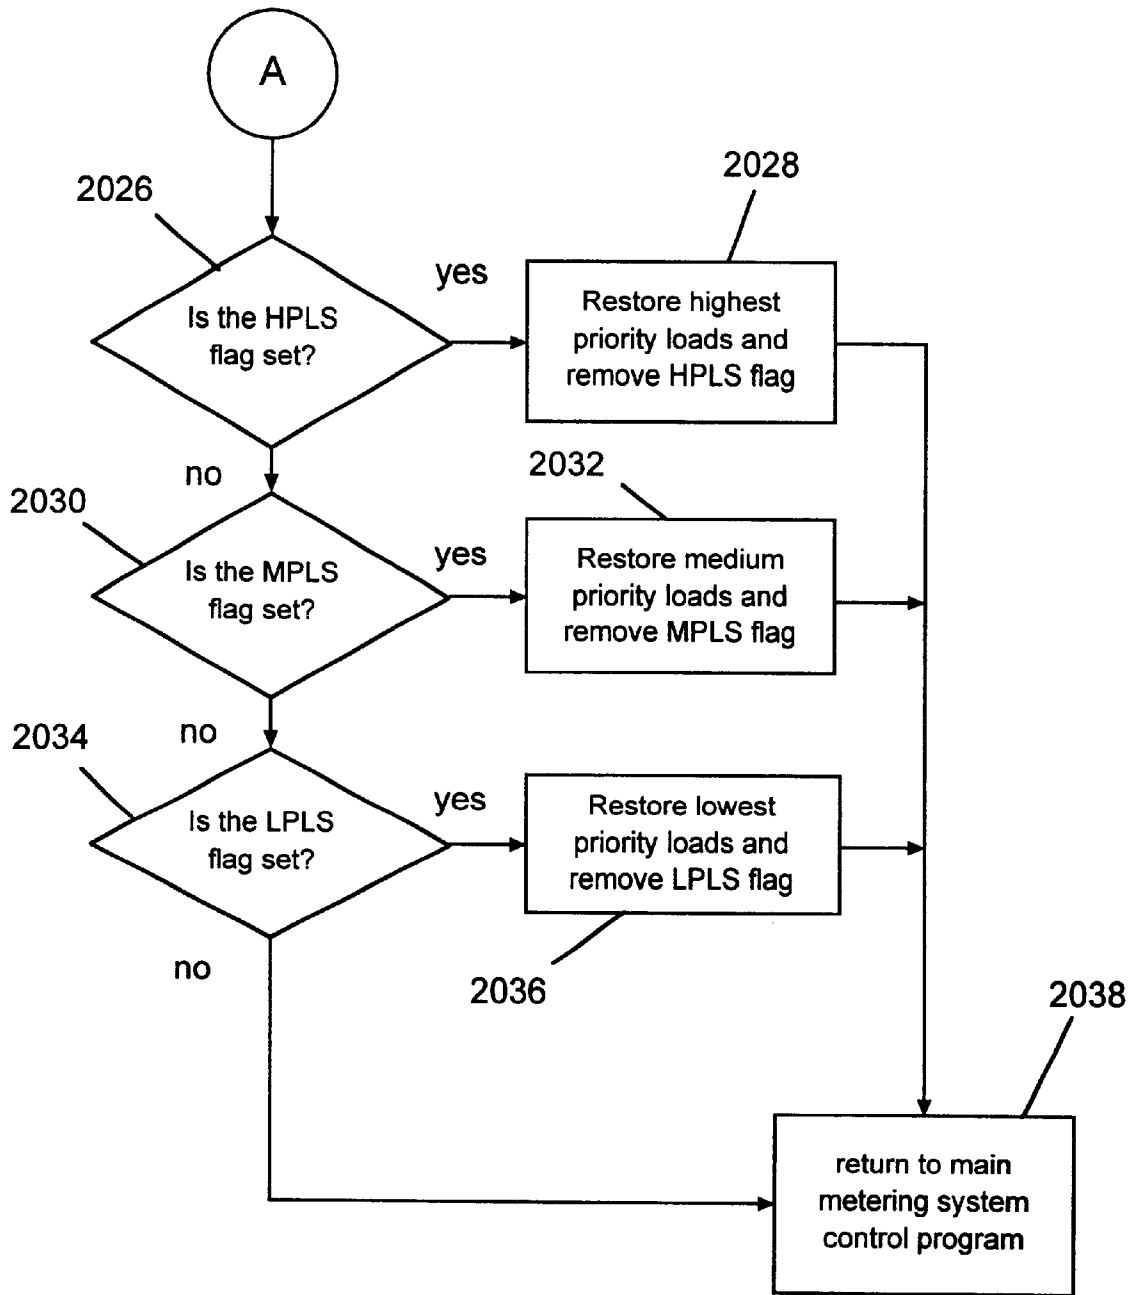 A
2026
2028
yes
Is the HPLS
flag set?
Restore highest
priority loads and
remove HPLS flag
no
2030
2032
yes
Is the MPLS
flag set?
Restore medium
priority loads and
remove MPLS flag
no
2034
yes
Is the LPLS
flag set?
Restore lowest
priority loads and
remove LPLS flag
no
2036
2038
return to main
metering system
control program